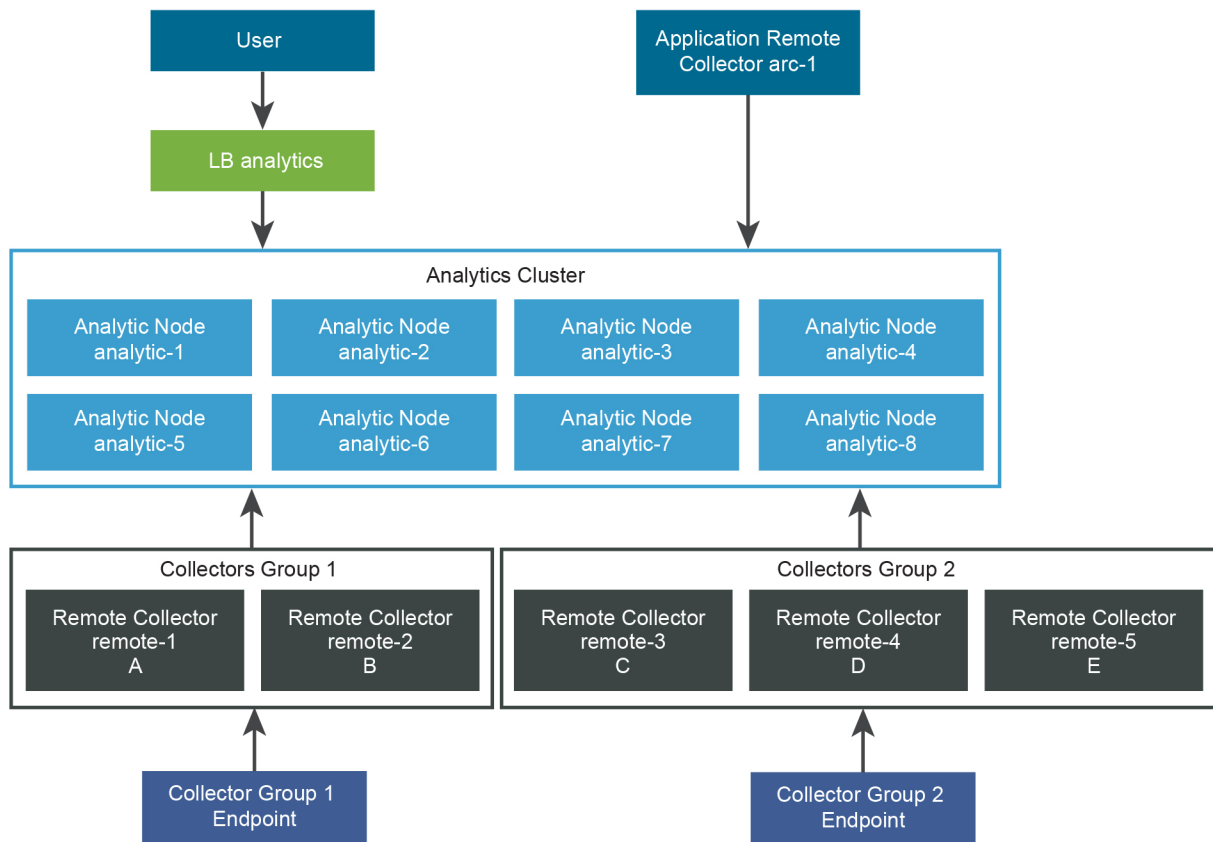 User
Application Remote
Collector arc-1
LB analytics
Analytics Cluster
Analytic Node
analytic-1
Analytic Node
analytic-2
Analytic Node
analytic-3
Analytic Node
analytic-4
Analytic Node
analytic-5
Analytic Node
analytic-6
Analytic Node
analytic-7
Analytic Node
analytic-8
Collectors Group 1
Remote Collector
remote-1
A
Remote Collector
remote-2
B
Collectors Group 2
Remote Collector
remote-3
C
Remote Collector
remote-4
D
Remote Collector
remote-5
E
Collector Group 1
Endpoint
Collector Group 2
Endpoint